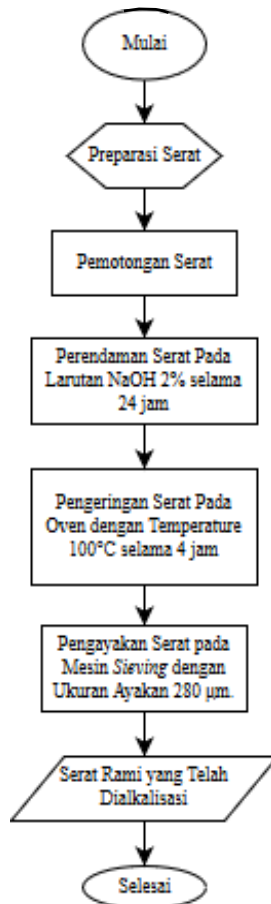 Mulai
Preparasi Serat
Pemotongan Serat
Perendaman Serat Pada
Larutan NaOH 2% selama
24 jam
Pengeringan Serat Pada
Oven dengan Temperature
100°C selama 4 jam
Pengayakan Serat pada
Mesin Sieving dengan
Ukuran Ayakan 280 μm.
Serat Rami yang Telah
Dialkalisasi
Selesai